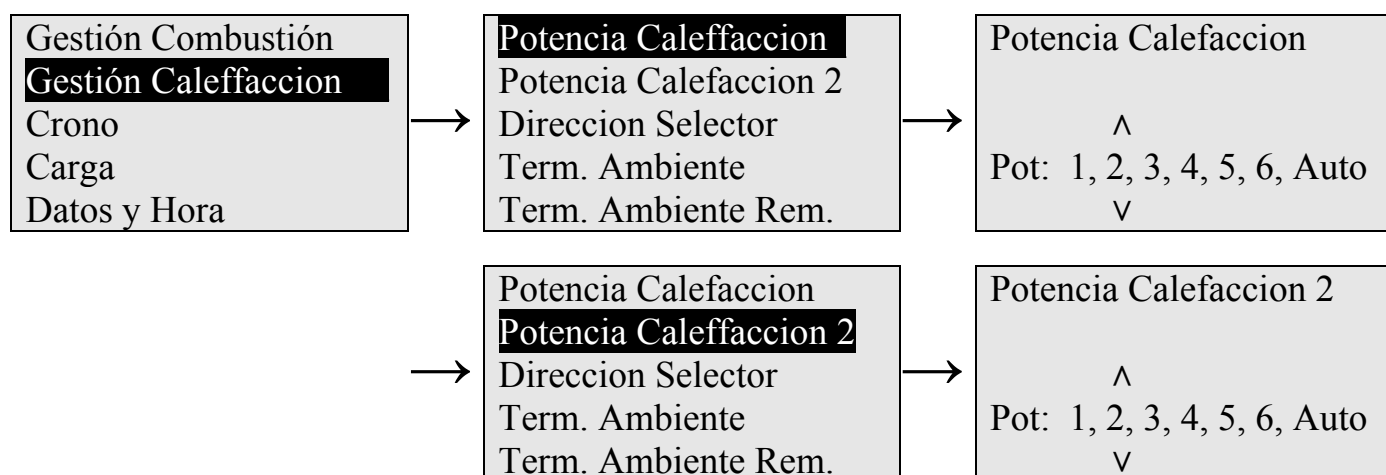 Gestión Combustión
Gestión Caleffaccion
Crono
Carga
Datos y Hora
Potencia Caleffaccion
Potencia Calefaccion 2
Direccion Selector
Term. Ambiente
Term. Ambiente Rem.
Potencia Calefaccion
Pot: 1, 2, 3, 4, 5, 6, Auto
Potencia Calefaccion
Potencia Caleffaccion 2
Direccion Selector
Term. Ambiente
Term. Ambiente Rem.
Potencia Calefaccion 2
Pot: 1, 2, 3, 4, 5, 6, Auto